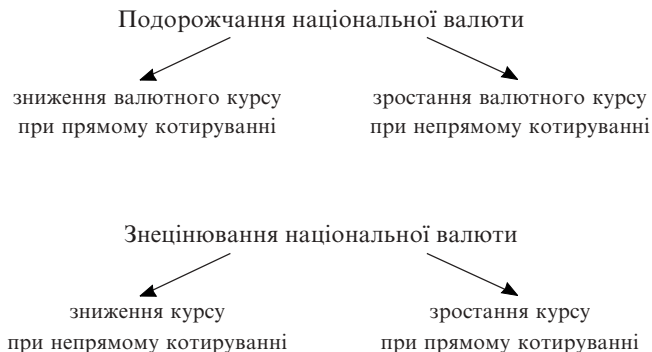 Подорожчання національної валюти
зниження валютного курсу
при прямому котируванні
зростання валютного курсу
при непрямому котируванні
Знецінювання національної валюти
зниження курсу
при непрямому котируванні
зростання курсу
при прямому котируванні